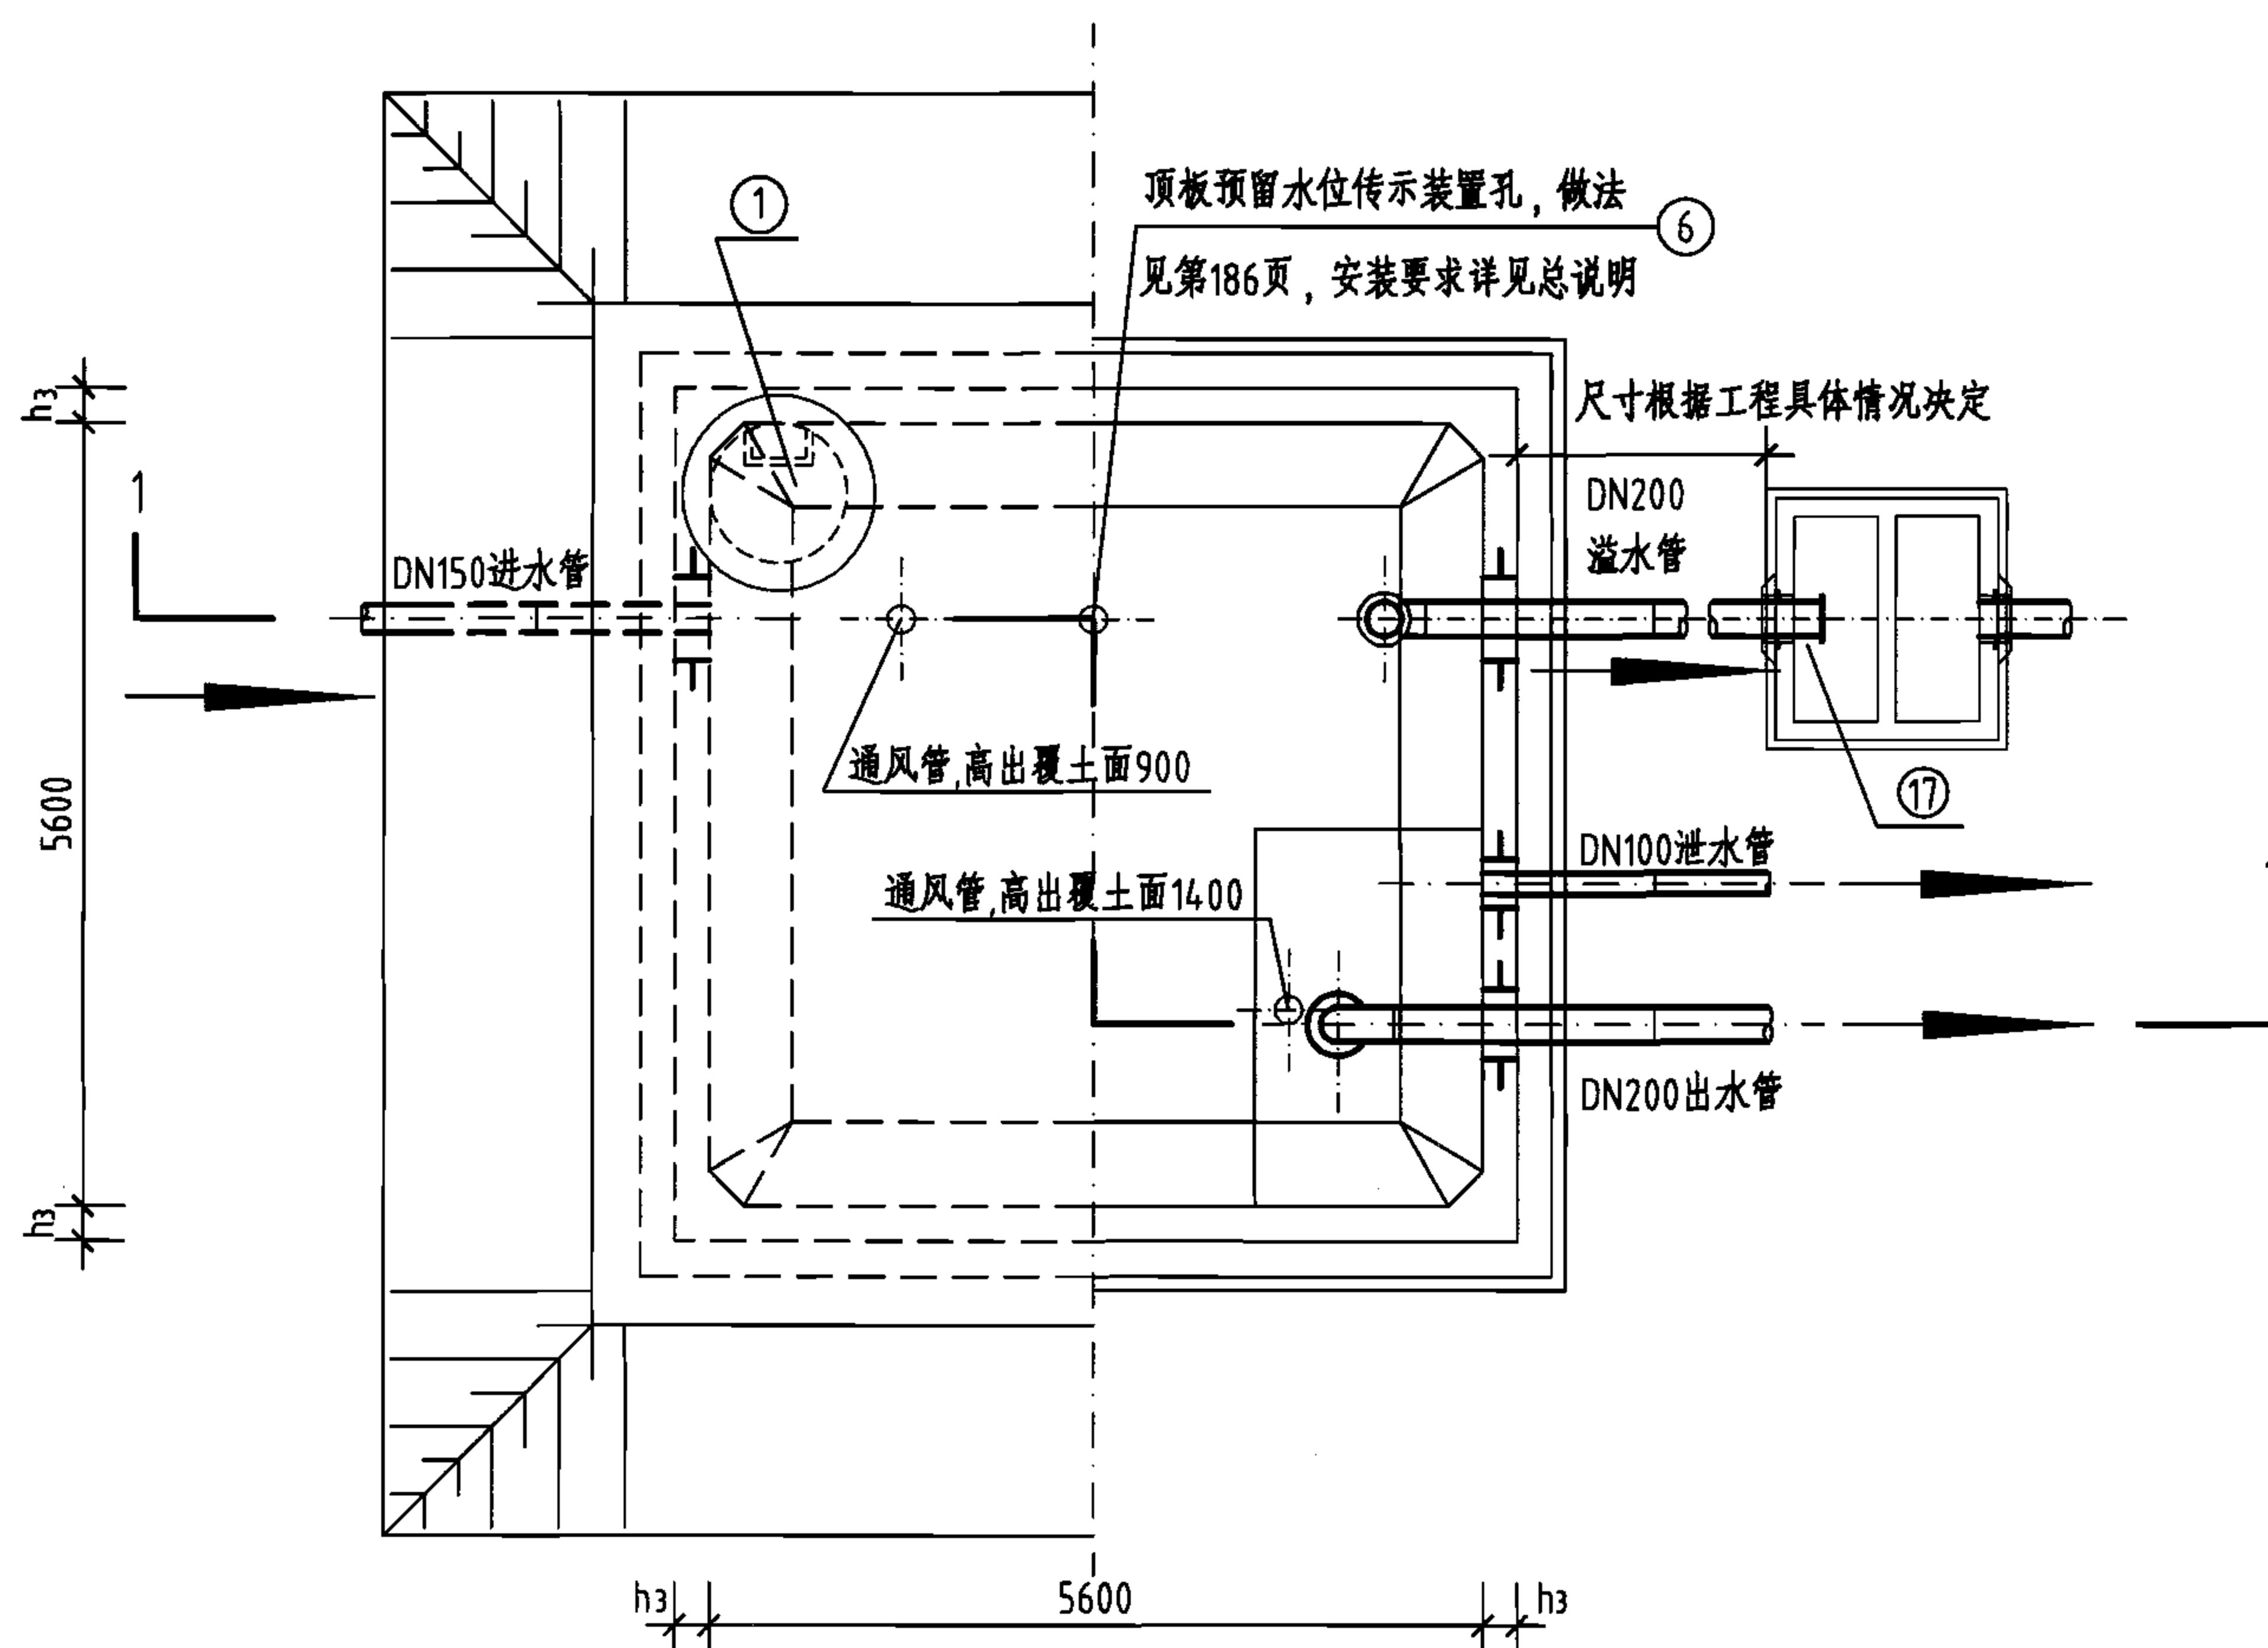 ①
顶板预留水位传示装置孔，做法
⑥
见第186页，安装要求详见总说明
h3
尺寸根据工程具体情况决定
1
DN200
溢水管
DN150进水管
通风管,高出覆土面900
⑰
5600
DN100泄水管
通风管,高出覆土面1400
DN200出水管
h3
h3
5600
h3